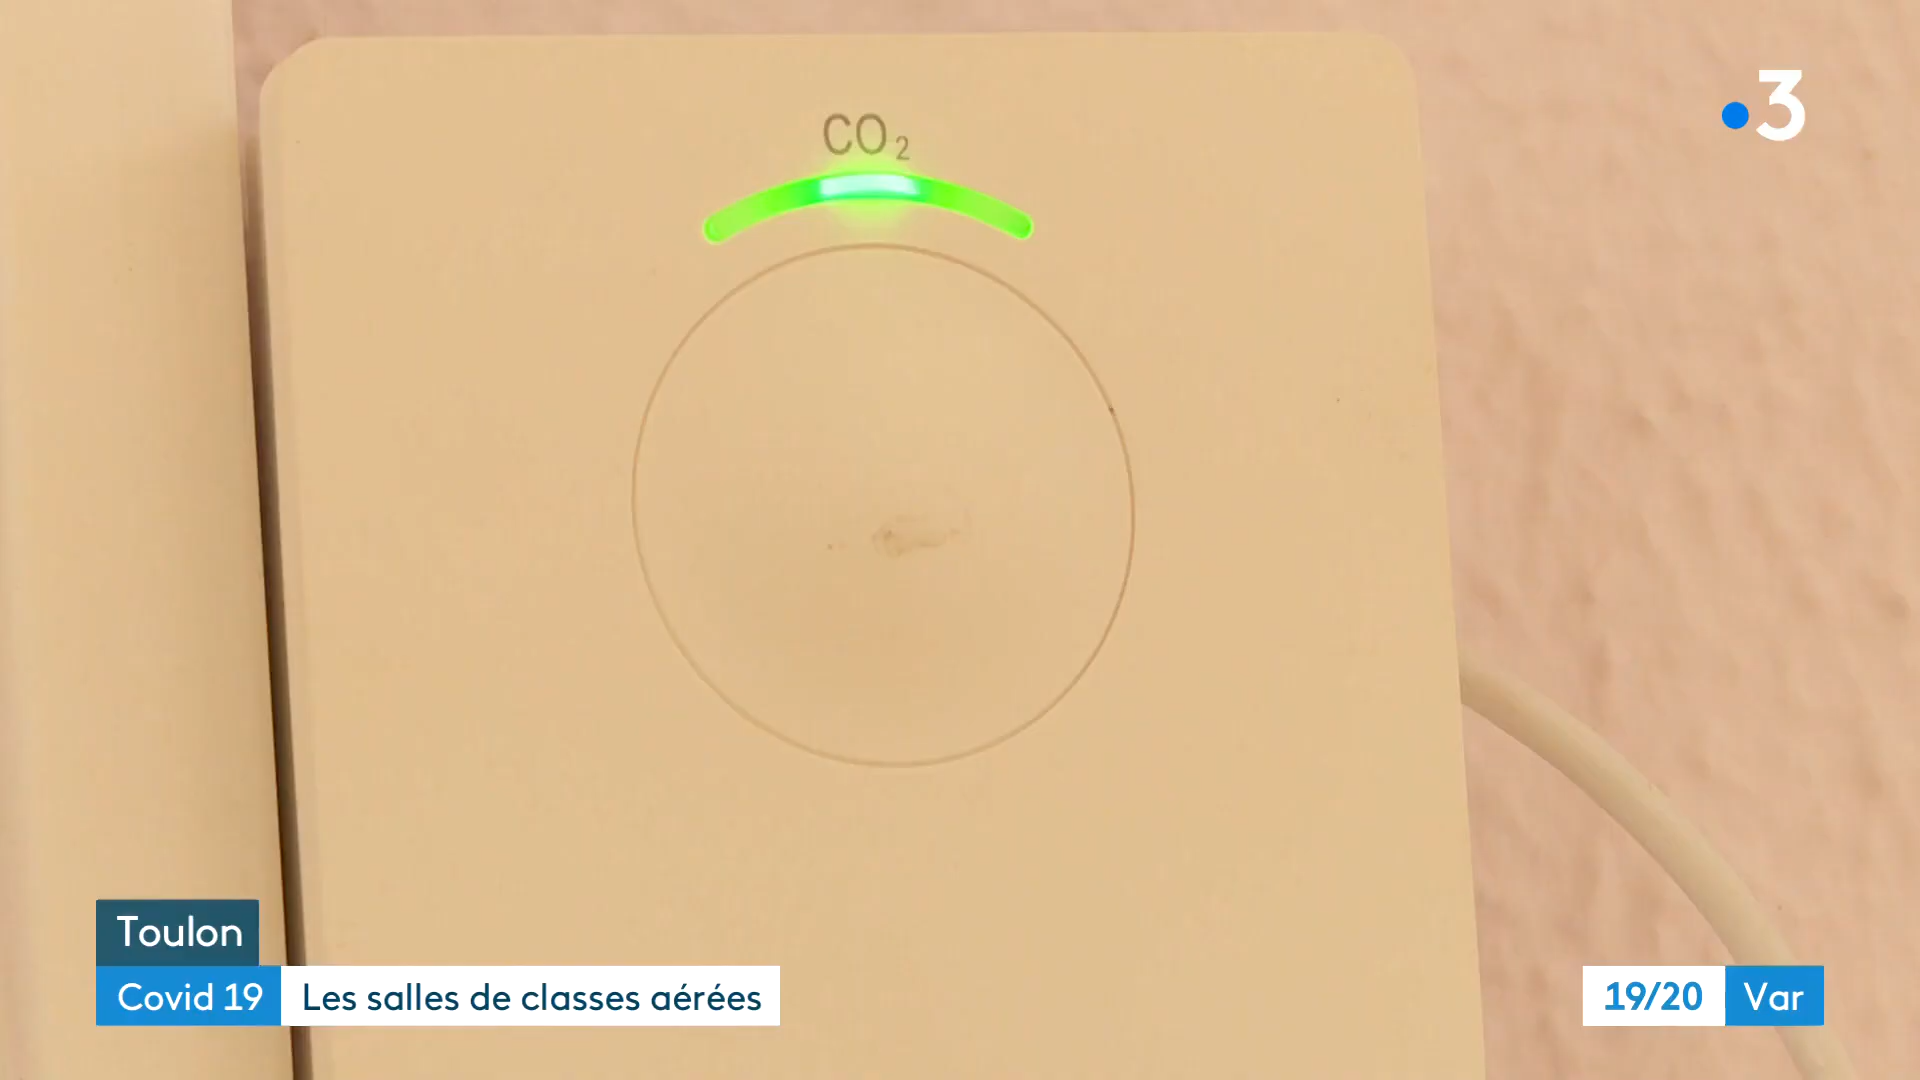 CO₂
3
Toulon
Covid 19 Les salles de classes aérées
19/20 Var